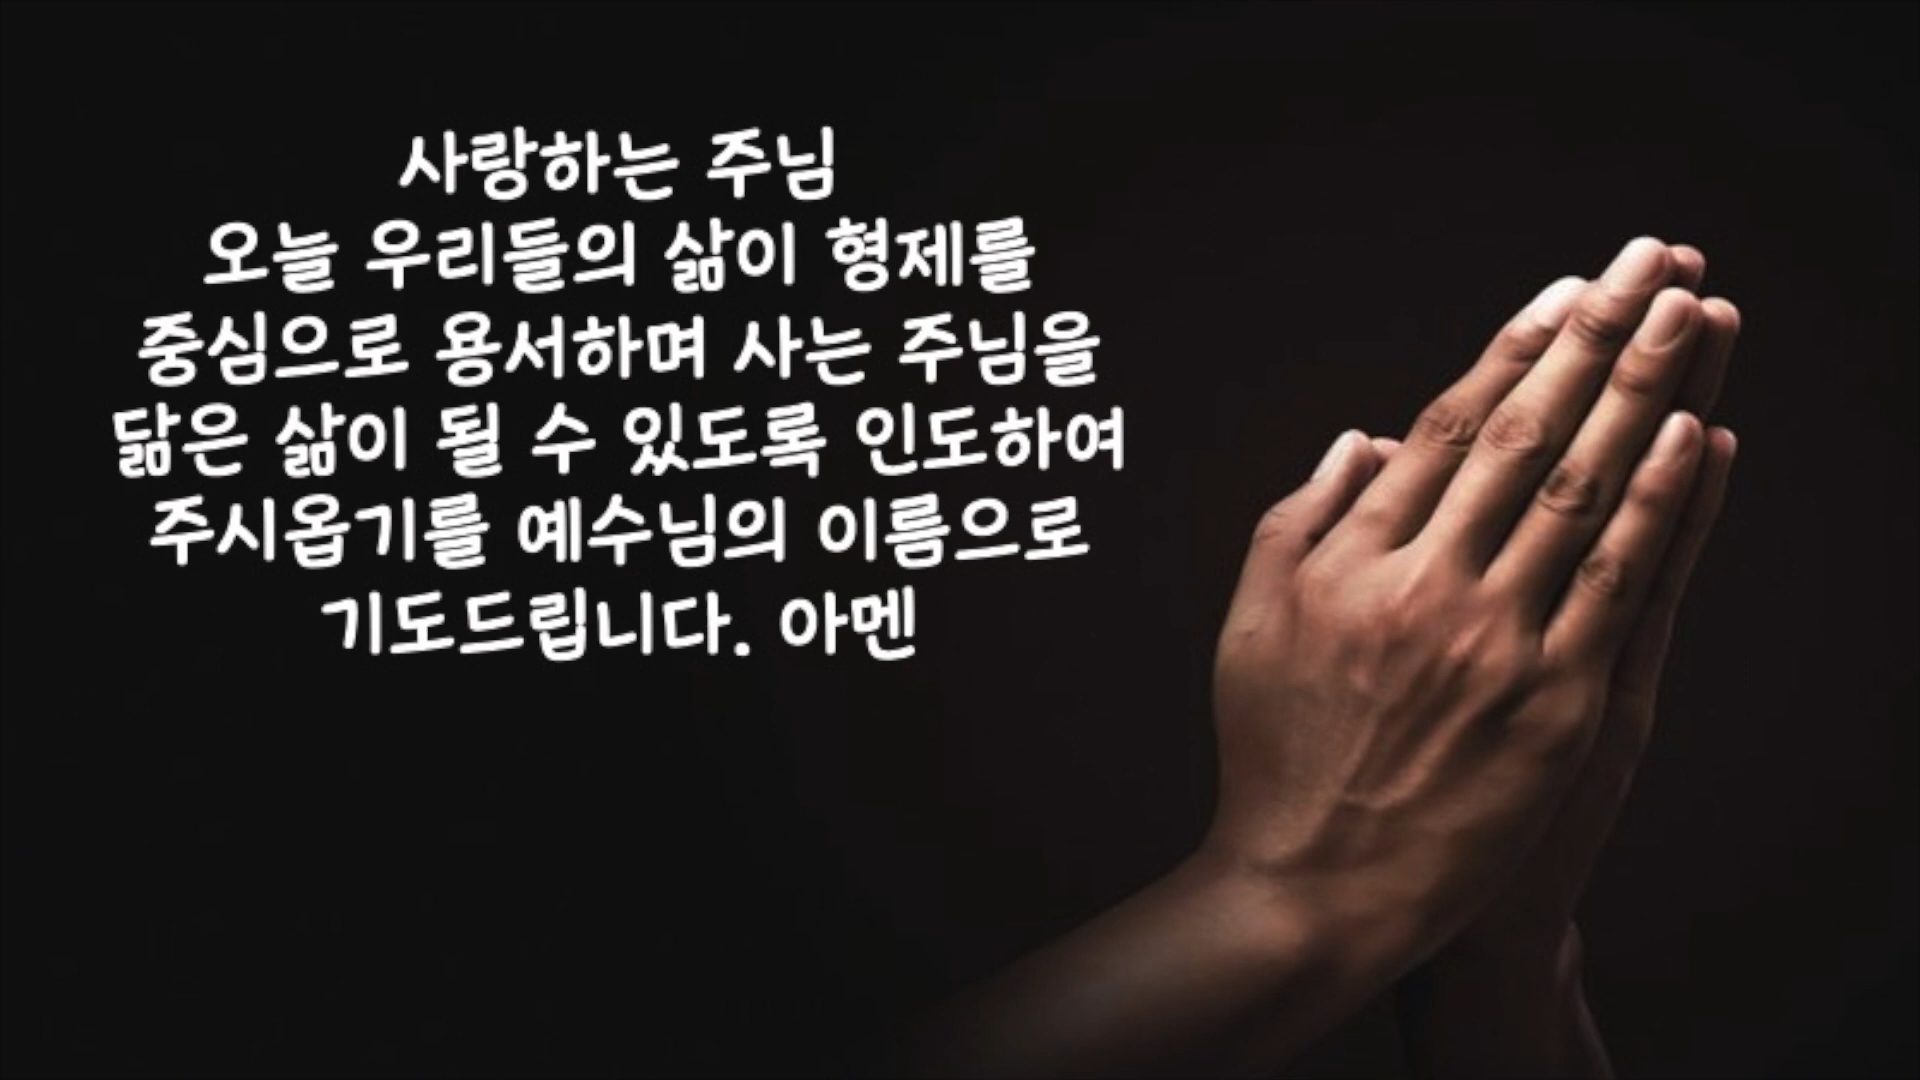 사랑하는 주님
오늘 우리들의 삶이 형제를
중심으로 용서하며 사는 주님을
닮은 삶이 될 수 있도록 인도하여
주시옵기를 예수님의 이름으로
기도드립니다. 아멘